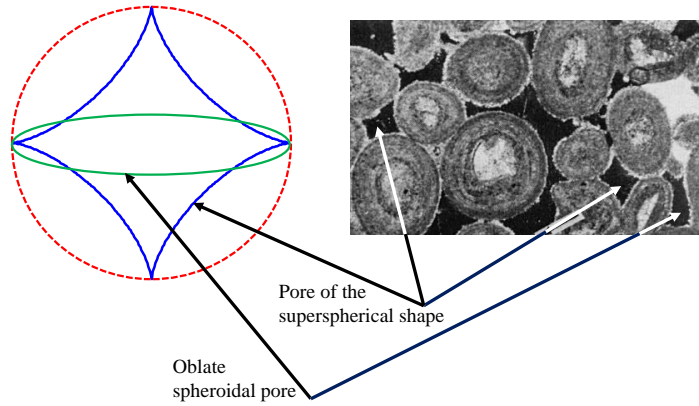 Pore of the
superspherical shape
Oblate
spheroidal pore